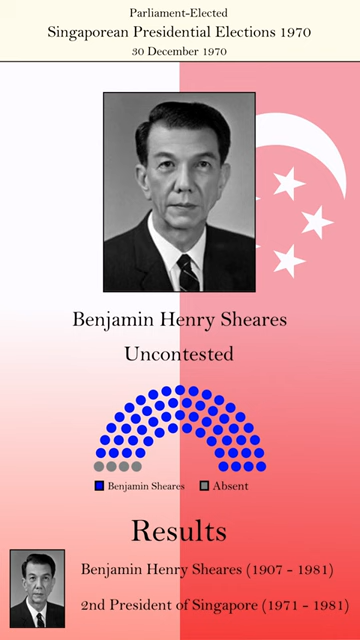 Parliament-Elected
Singaporean Presidential Elections 1970
30 December 1970
Benjamin Henry Sheares
Uncontested
Benjamin Sheares
Absent
Results
Benjamin Henry Sheares (1907 - 1981)
2nd President of Singapore (1971 - 1981)